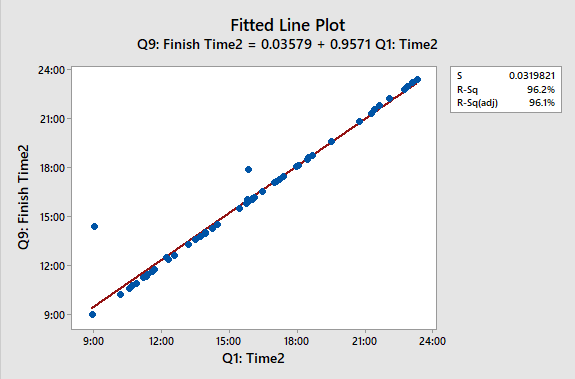 Fitted Line Plot
Q9: Finish Time2 = 0.03579 + 0.9571 Q1: Time2
S 0.0319821
R-Sq 96.2%
R-Sq(adj) 96.1%
24:00
21:00
18:00
15:00
12:00
9:00
Q9: Finish Time2
9:00 12:00 15:00 18:00 21:00 24:00
Q1: Time2